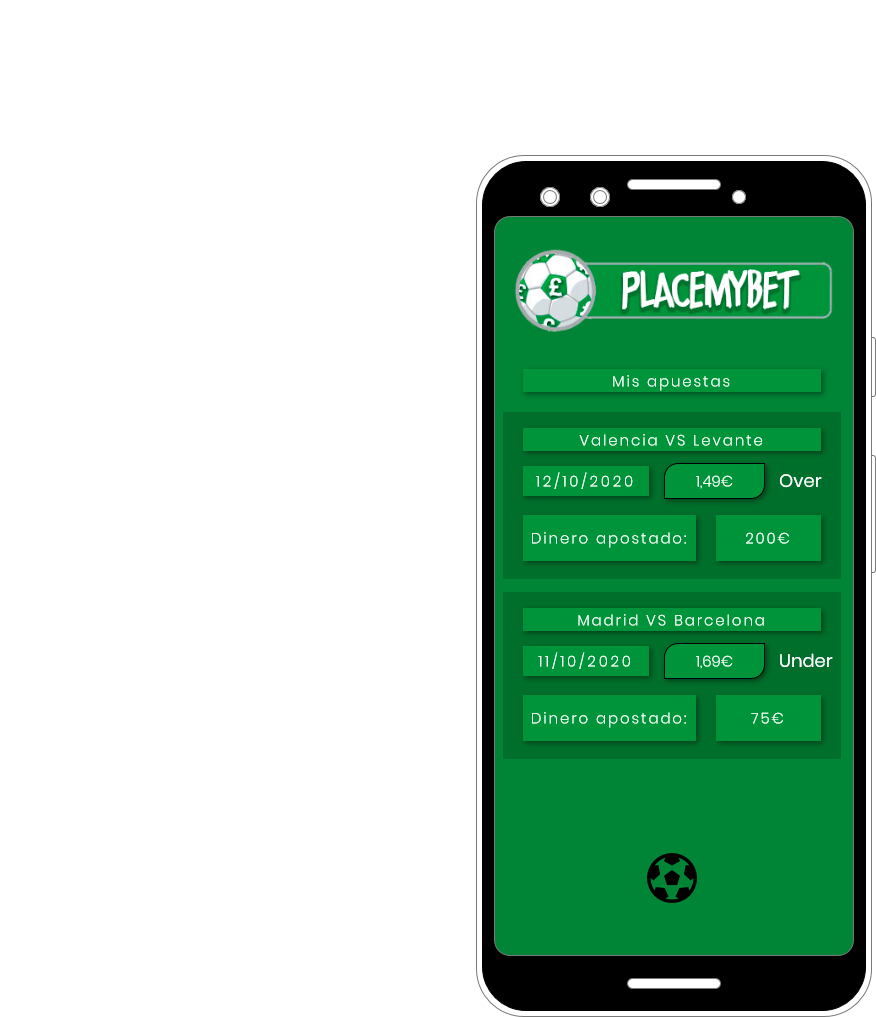 £
PLACEMYBET
Mis apuestas
Valencia VS Levante
12/10/2020 1,49€ Over
Dinero apostado: 200€
Madrid VS Barcelona
11/10/2020 1,69€ Under
Dinero apostado: 75€